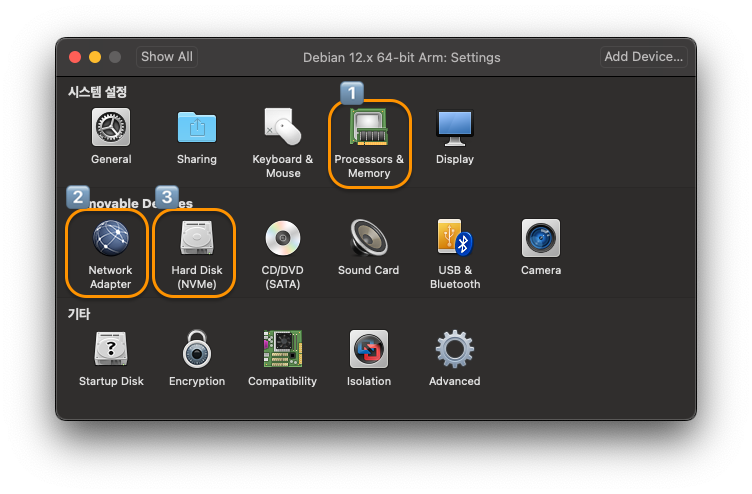 Show All
Debian 12.x 64-bit Arm: Settings
Add Device...
시스템 설정
1
General
Sharing
Keyboard &
Mouse
Processors &
Memory
Display
2
3
movable De
es
Network
Adapter
Hard Disk
(NVMe)
CD/DVD
(SATA)
Sound Card
USB &
Bluetooth
Camera
기타
?
Startup Disk
Encryption
Compatibility
Isolation
Advanced